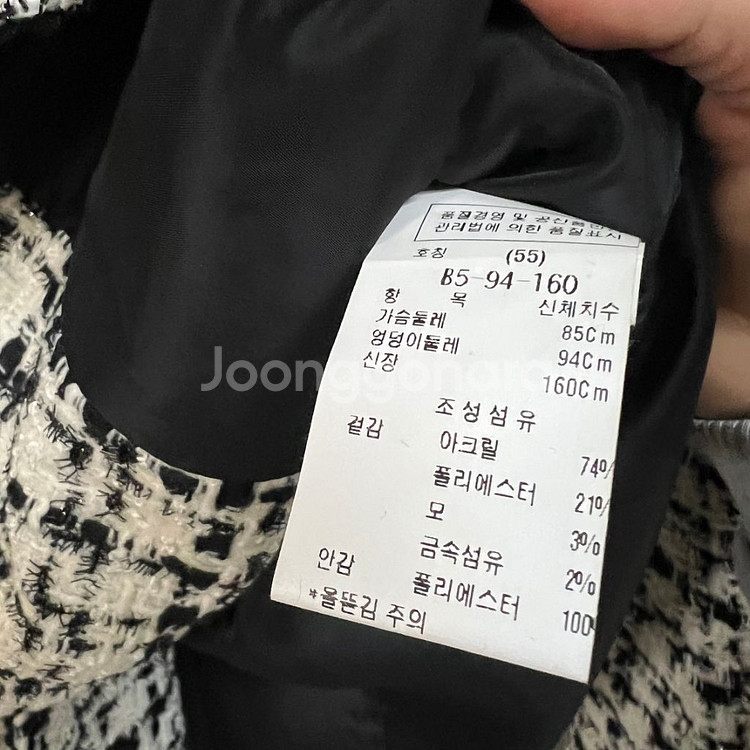 품질경영 및 공산품안전
관리법에 의한 품질표시
호칭 (55)
85-94-160
항 목 신체치수
가슴둘레 85Cm
엉덩이둘레 94Cm
신장 160Cm
조성섬유
겉감 아크릴 74%
폴리에스터 21%
모 3%
금속섬유 2%
안감 폴리에스터 100
*올뜯김 주의
Joonggonara